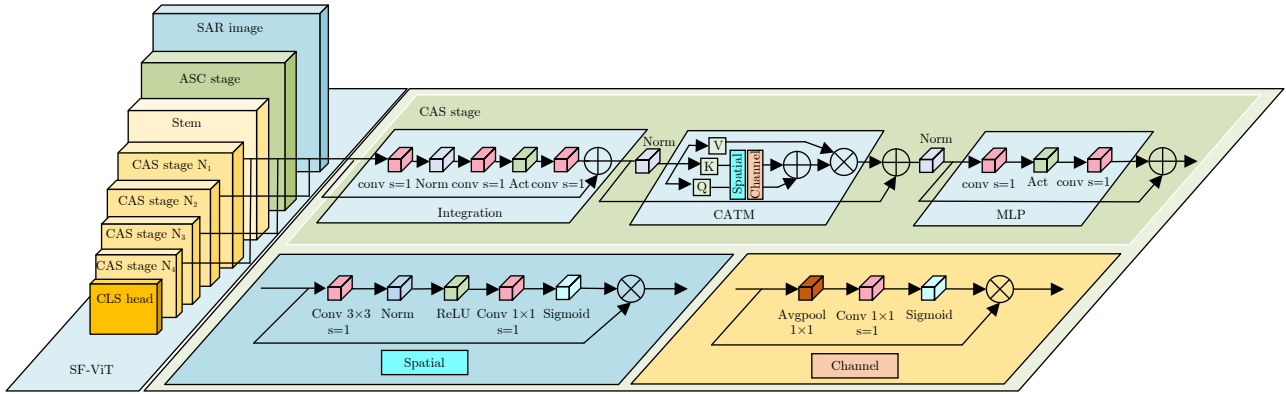 SAR image
ASC stage
Stem
CAS stage N1
CAS stage N2
CAS stage N3
CAS stage N4
CLS head
SF-ViT
CAS stage
conv s=1 Norm conv s=1 Act conv s=1
Integration
Norm
V
K
Q
Spatial
Channel
CATM
Norm
conv s=1 Act conv s=1
MLP
Conv 3×3 Norm ReLU Conv 1×1 Sigmoid
s=1 s=1
Spatial
Avgpool Conv 1×1 Sigmoid
1×1 s=1
Channel